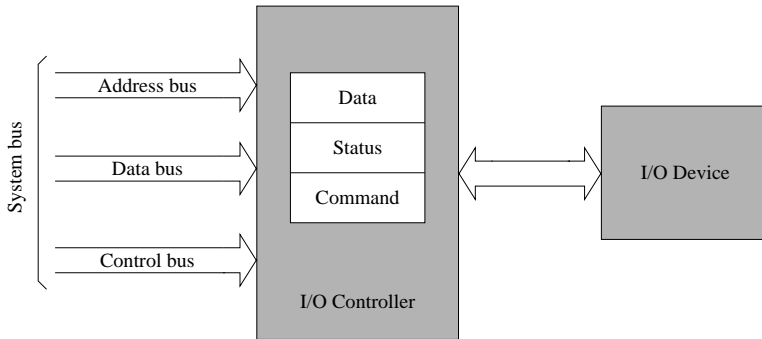 System bus
Address bus
Data bus
Control bus
Data
Status
Command
I/O Controller
I/O Device